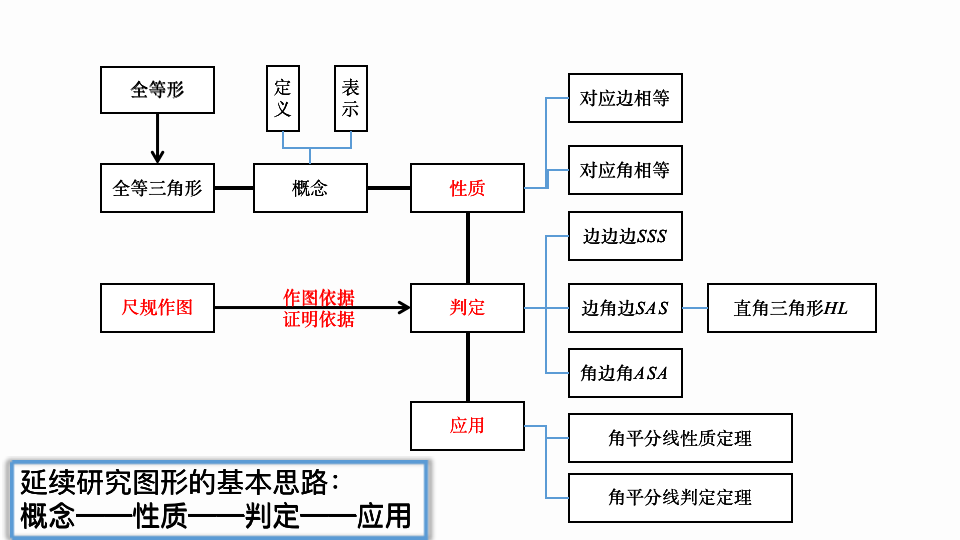 全等形
定义
表示
对应边相等
对应角相等
全等三角形
概念
性质
边边边SSS
尺规作图
作图依据
证明依据
判定
边角边SAS
直角三角形HL
角边角ASA
应用
角平分线性质定理
角平分线判定定理
延续研究图形的基本思路：
概念——性质——判定——应用